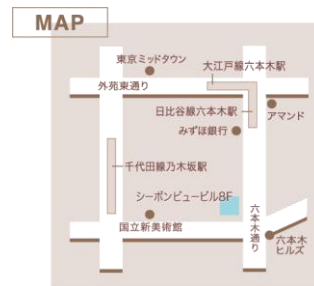 MAP
東京ミッドタウン
大江戸線六本木駅
外苑東通り
日比谷線六本木駅
アマンド
みずほ銀行
千代田線乃木坂駅
シーボンビュービル8F
国立新美術館
六本木通り
六本木
ヒルズ